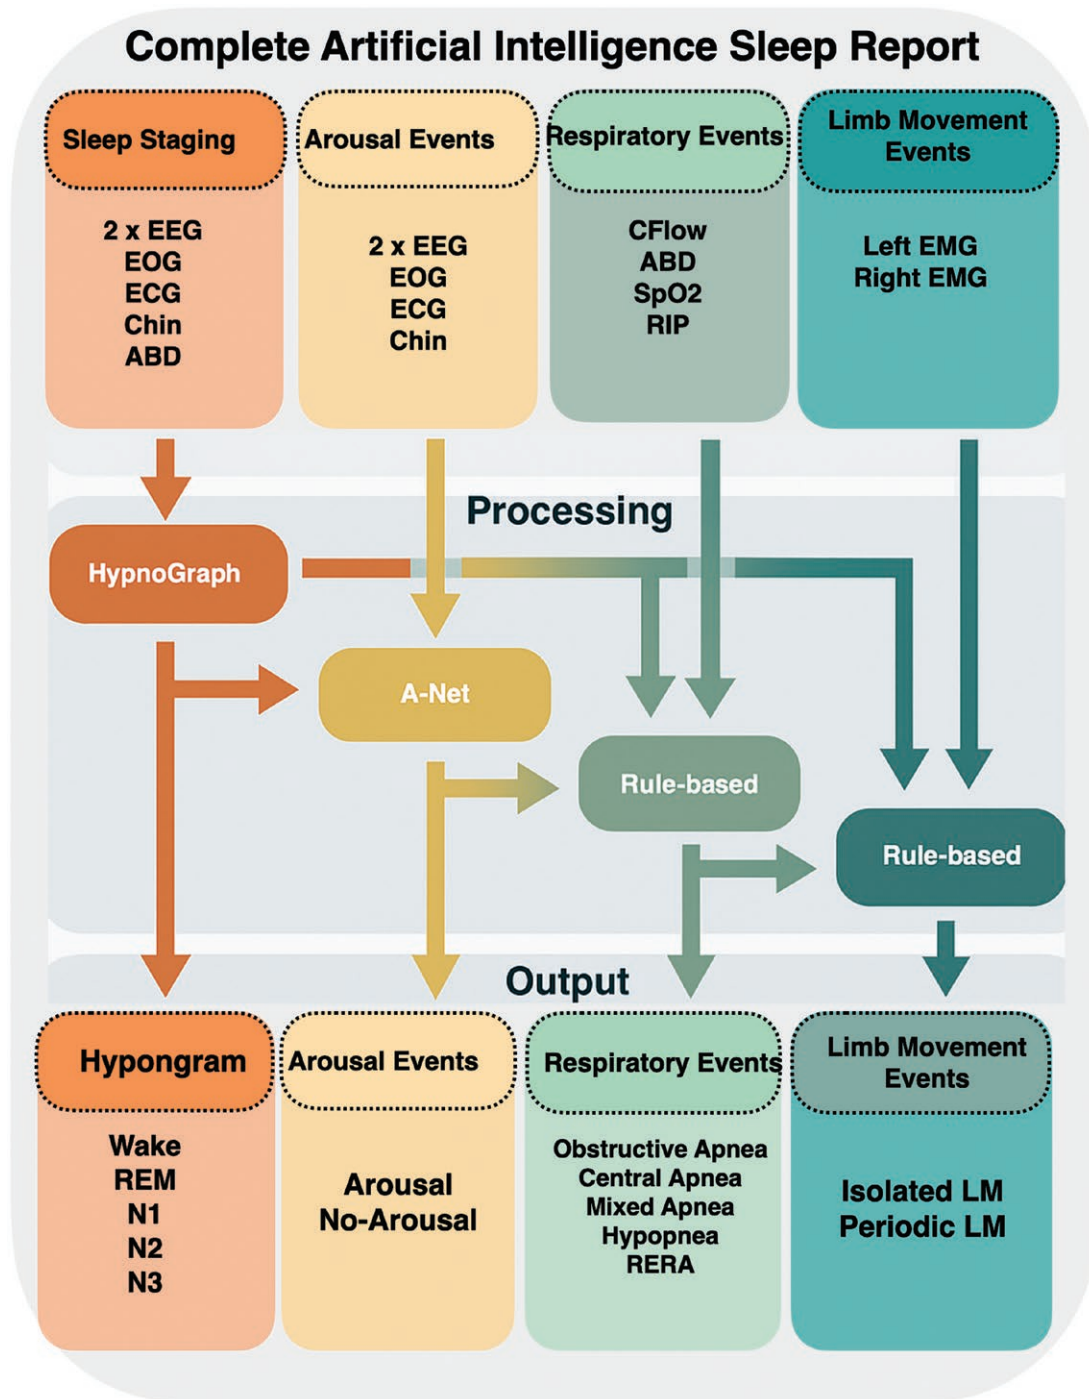 Complete Artificial Intelligence Sleep Report
Sleep Staging
2 x EEG
EOG
ECG
Chin
ABD
Arousal Events
2 x EEG
EOG
ECG
Chin
Respiratory Events
CFlow
ABD
SpO2
RIP
Limb Movement
Events
Left EMG
Right EMG
Processing
HypnoGraph
A-Net
Rule-based
Rule-based
Output
Hypongram
Wake
REM
N1
N2
N3
Arousal Events
Arousal
No-Arousal
Respiratory Events
Obstructive Apnea
Central Apnea
Mixed Apnea
Hypopnea
RERA
Limb Movement
Events
Isolated LM
Periodic LM